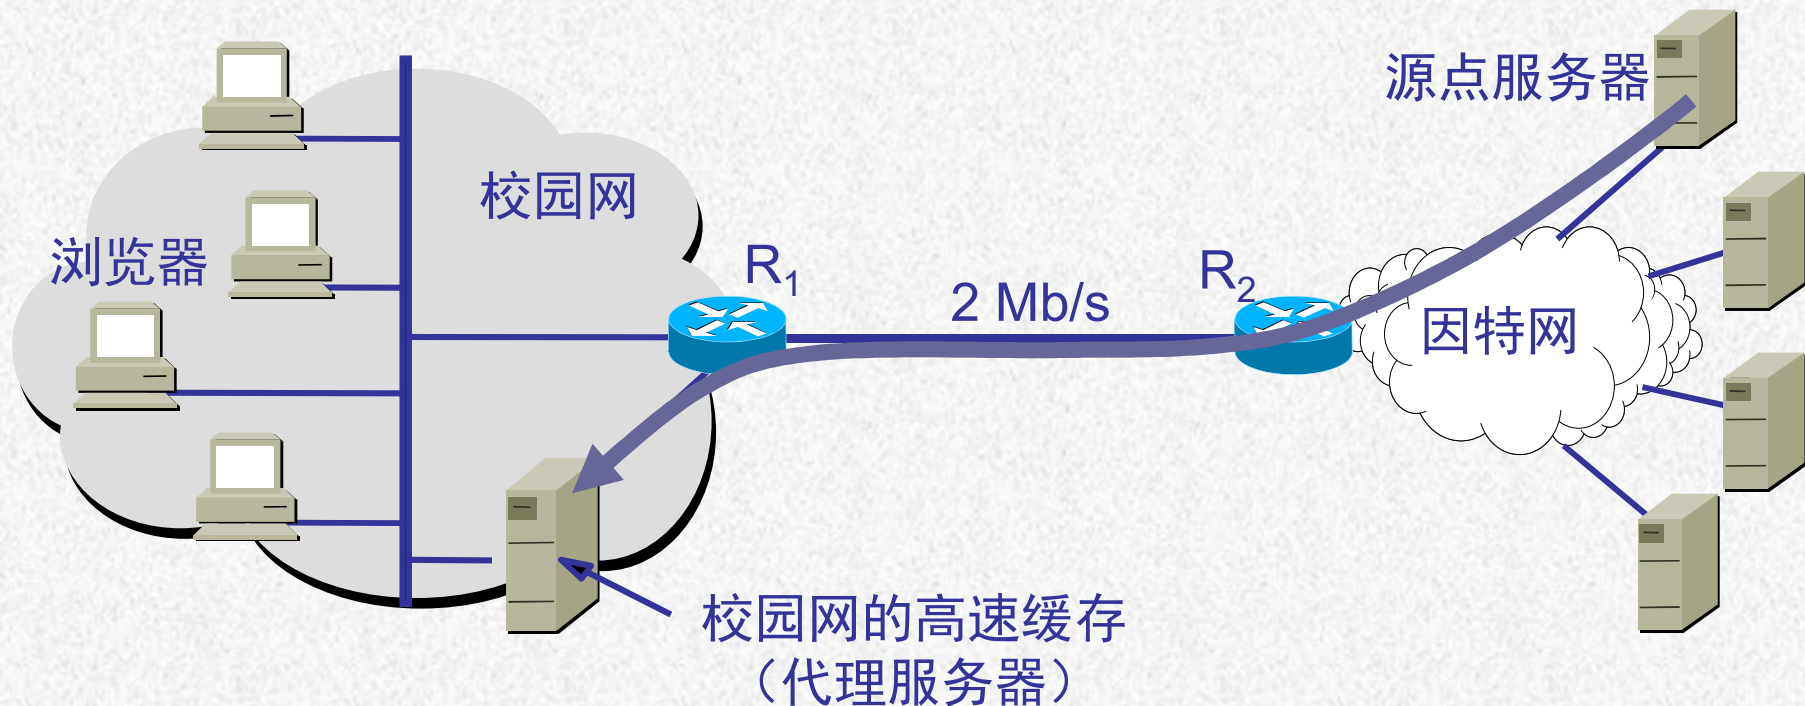 源点服务器
校园网
浏览器
R1
2 Mb/s
R2
因特网
校园网的高速缓存
（代理服务器）